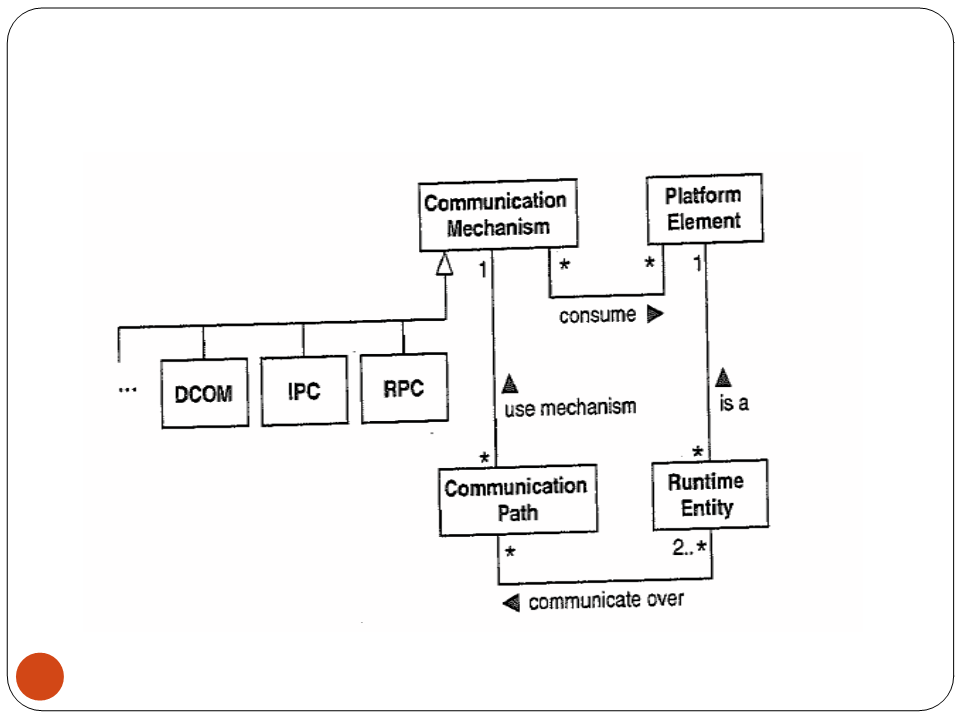 Communication
Mechanism
Platform
Element
1
*
*
1
consume
...
DCOM
IPC
RPC
use mechanism
is a
*
*
Communication
Path
Runtime
Entity
*
2..*
communicate over